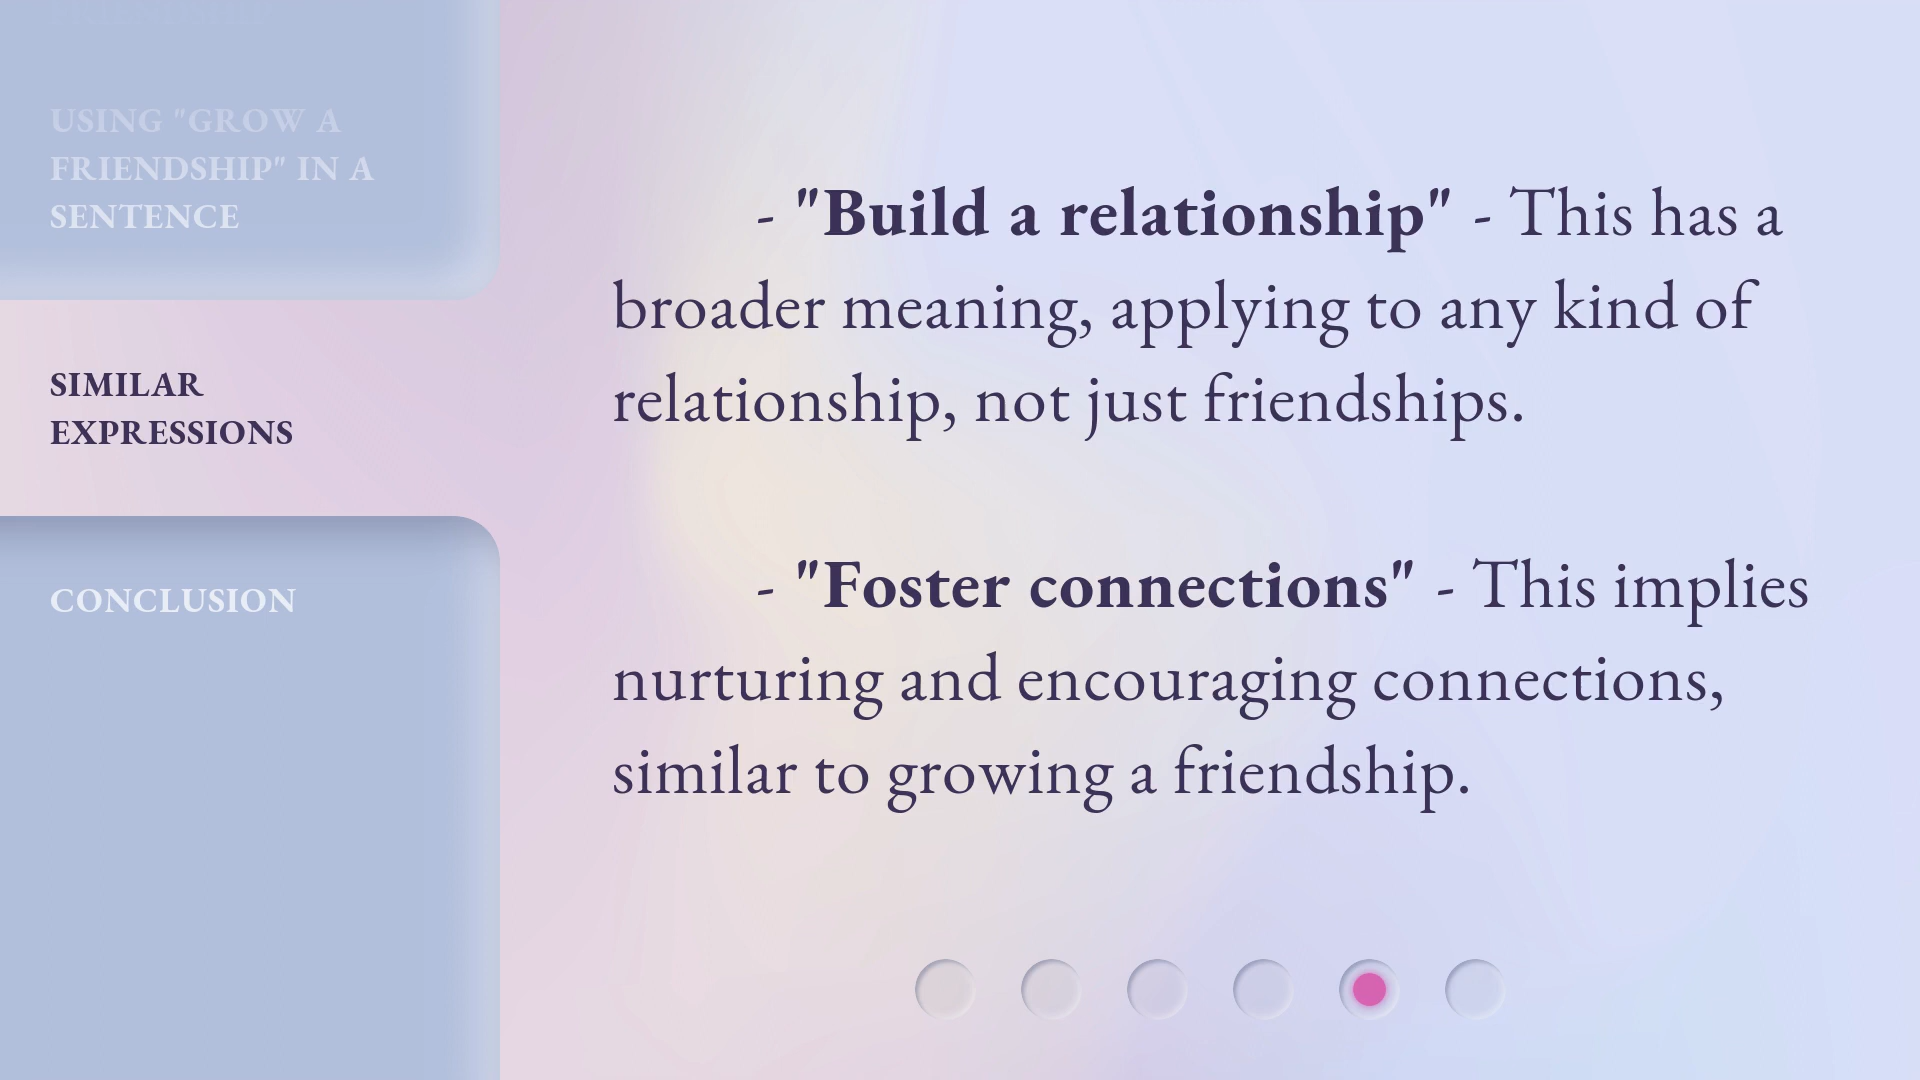 USING "GROW A
FRIENDSHIP" IN A
SENTENCE
SIMILAR
EXPRESSIONS
CONCLUSION
- "Build a relationship" - This has a
broader meaning, applying to any kind of
relationship, not just friendships.
- "Foster connections" - This implies
nurturing and encouraging connections,
similar to growing a friendship.